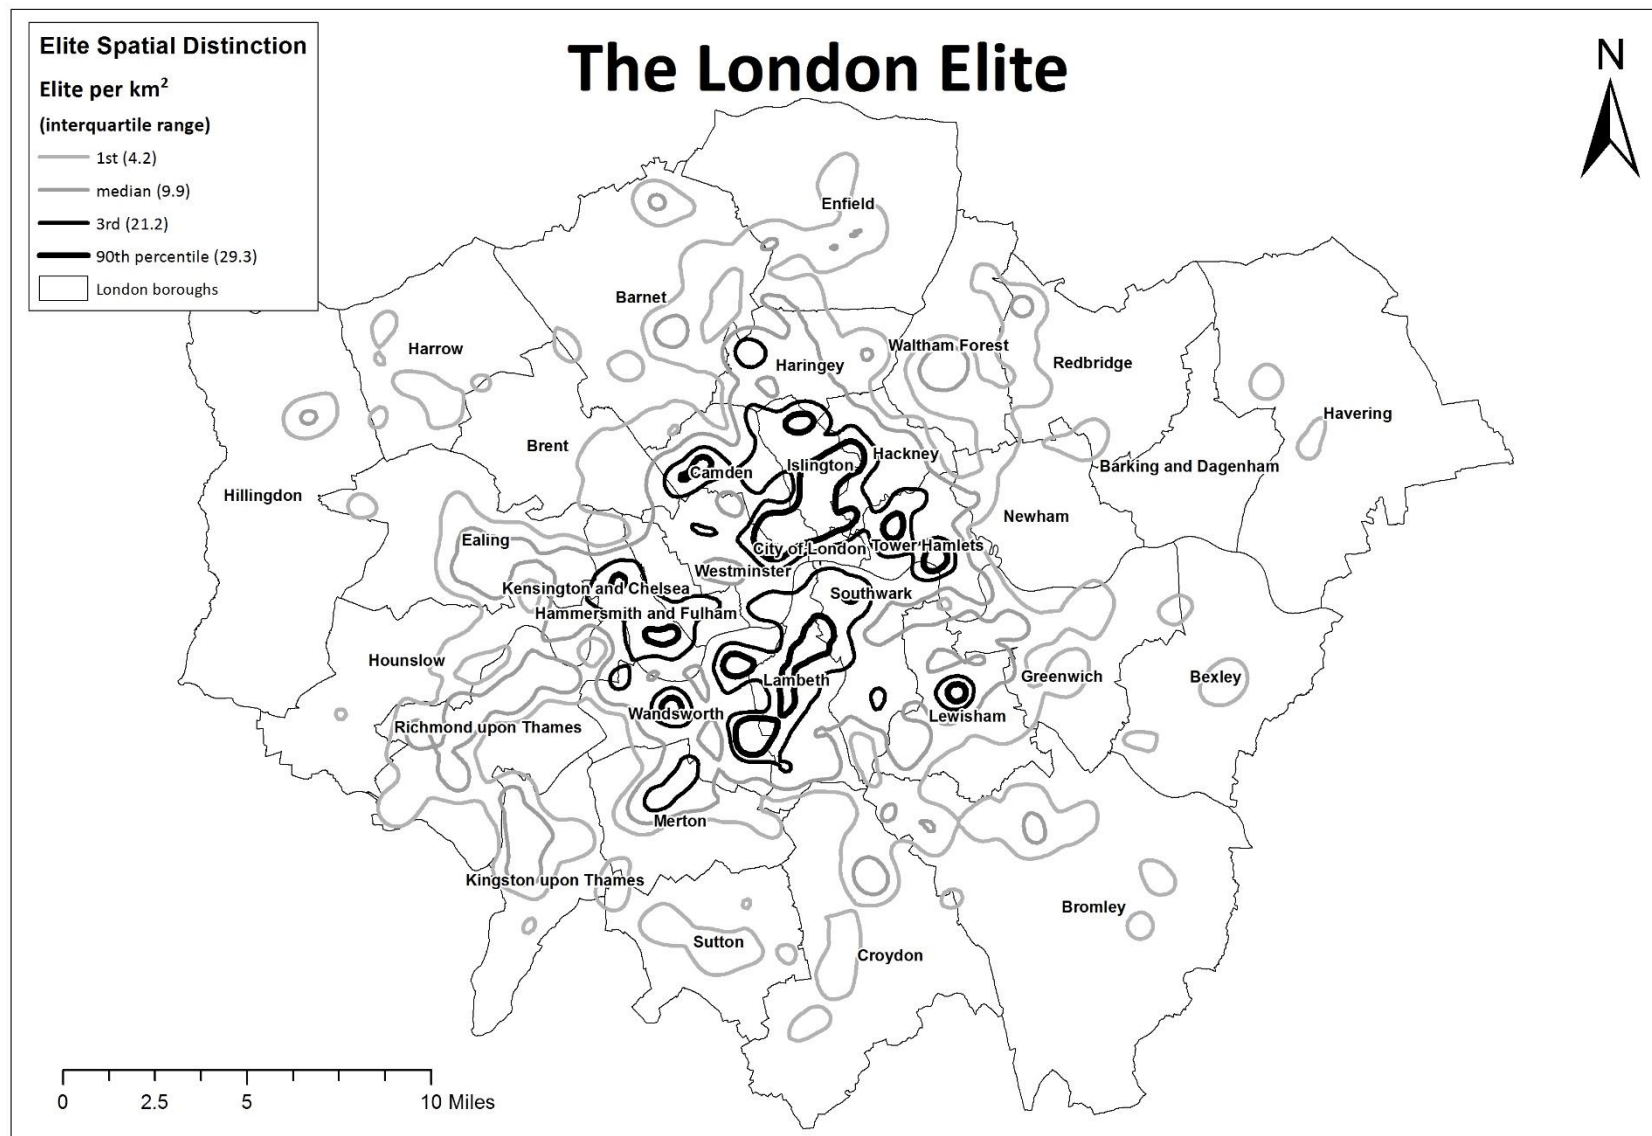 The London Elite
Elite Spatial Distinction
Elite per km²
(interquartile range)
1st (4.2)
median (9.9)
3rd (21.2)
90th percentile (29.3)
London boroughs
N
Enfield
Barnet
Harrow
Haringey
Waltham Forest
Redbridge
Havering
Brent
Camden
Islington
Hackney
Barking and Dagenham
Hillingdon
Newham
Ealing
City of London
Tower Hamlets
Westminster
Kensington and Chelsea
Southwark
Hammersmith and Fulham
Hounslow
Lambeth
Greenwich
Bexley
Wandsworth
Lewisham
Richmond upon Thames
Merton
Kingston upon Thames
Bromley
Sutton
Croydon
0 2.5 5 10 Miles